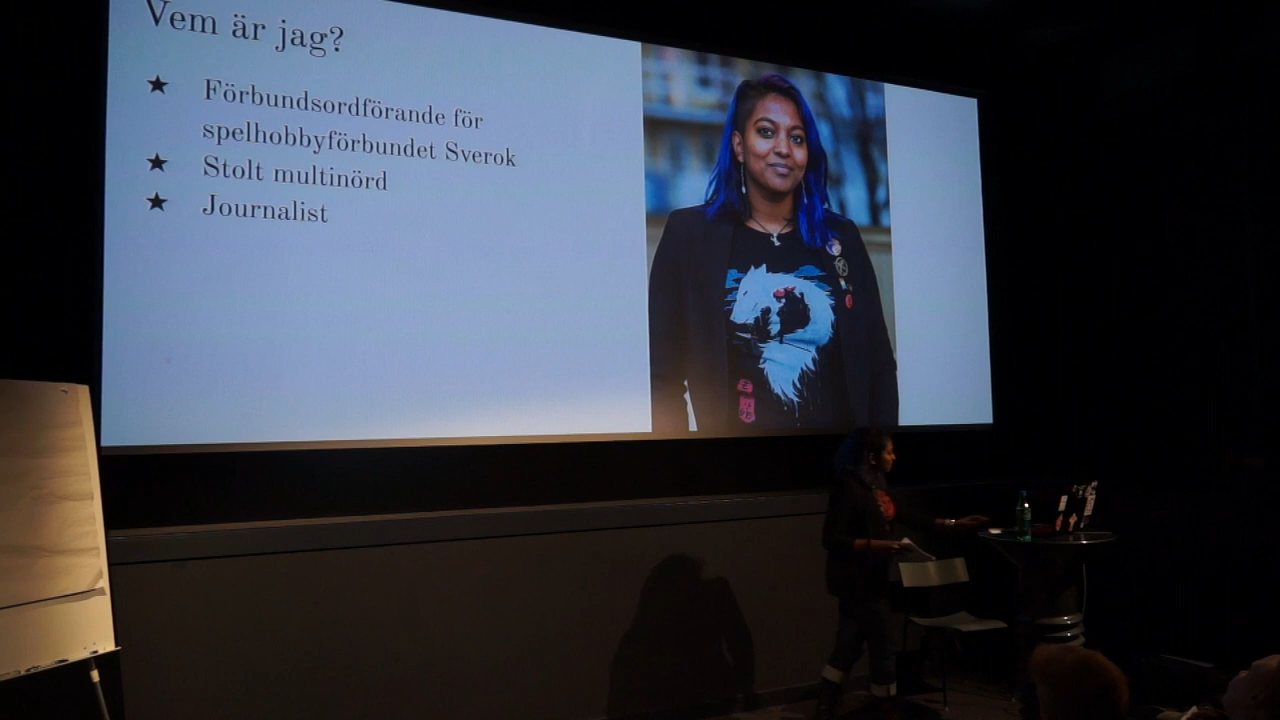 Vem är jag?
★ Förbundsordförande för
spelhobbyförbundet Sverok
★ Stolt multinörd
★ Journalist